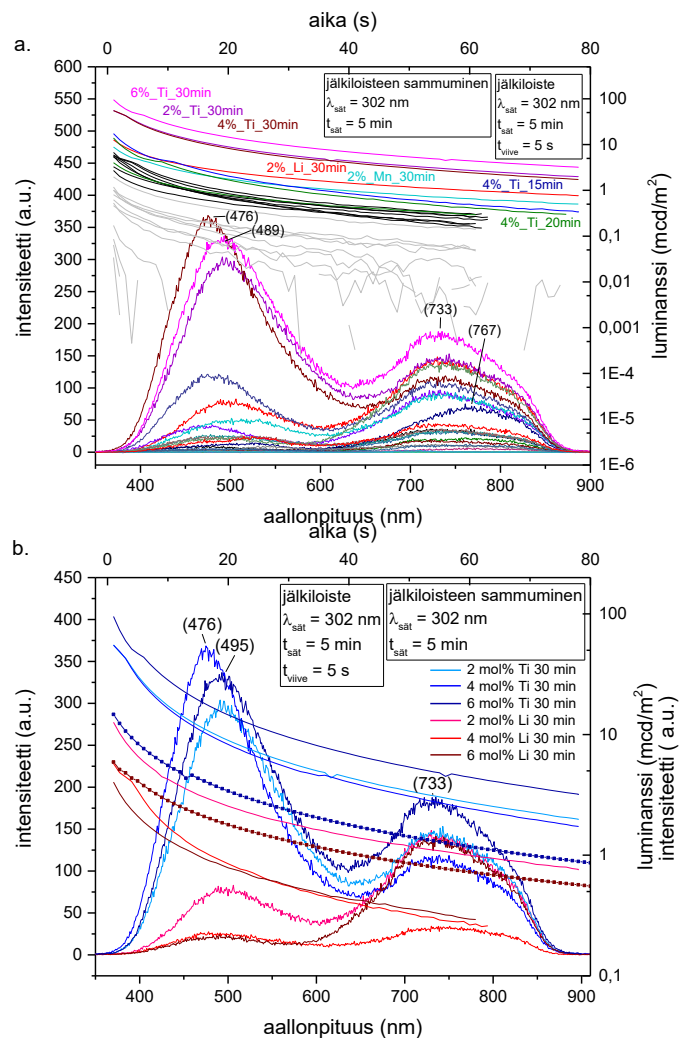 a.
aika (s)
0 20 40 60 80
600
550
500
450
400
350
300
250
200
150
100
50
0
intensiteetti (a.u.)
6%_Ti_30min
2%_Ti_30min
4%_Ti_30min
2%_Li_30min
2%_Mn_30min
4%_Ti_15min
4%_Ti_20min
jälkiloisteen sammuminen
λsät = 302 nm
tsät = 5 min
jälkiloiste
λsät = 302 nm
tsät = 5 min
tviive = 5 s
(476)
(489)
(733)
(767)
100
10
1
0,1
0,01
0,001
1E-4
1E-5
1E-6
luminanssi (mcd/m²)
400 500 600 700 800 900
aallonpituus (nm)
b.
aika (s)
0 20 40 60 80
450
400
350
300
250
200
150
100
50
0
intensiteetti (a.u.)
jälkiloiste
λsät = 302 nm
tsät = 5 min
tviive = 5 s
jälkiloisteen sammuminen
λsät = 302 nm
tsät = 5 min
2 mol% Ti 30 min
4 mol% Ti 30 min
6 mol% Ti 30 min
2 mol% Li 30 min
4 mol% Li 30 min
6 mol% Li 30 min
(476)
(495)
(733)
100
10
1
0,1
luminanssi (mcd/m²)
intensiteetti ( a.u.)
400 500 600 700 800 900
aallonpituus (nm)